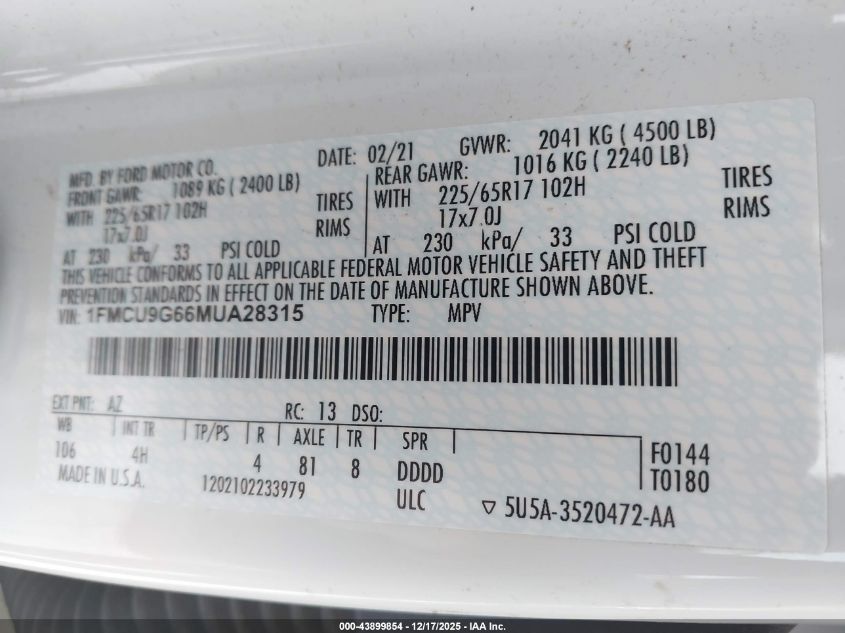 MFD. BY FORD MOTOR CO.
DATE: 02/21 GVWR: 2041 KG ( 4500 LB)
FRONT GAWR: 1089 KG ( 2400 LB)
WITH 225/65R17 102H TIRES
17x7.0J RIMS
AT 230 kPa/ 33 PSI COLD
REAR GAWR: 1016 KG ( 2240 LB)
WITH 225/65R17 102H TIRES
17x7.0J RIMS
AT 230 kPa/ 33 PSI COLD
THIS VEHICLE CONFORMS TO ALL APPLICABLE FEDERAL MOTOR VEHICLE SAFETY AND THEFT
PREVENTION STANDARDS IN EFFECT ON THE DATE OF MANUFACTURE SHOWN ABOVE.
VIN: 1FMCU9G66MUA28315 TYPE: MPV
EXT PNT: AZ RC: 13 DSO:
WB INT TR TP/PS R AXLE TR SPR
106 4H 4 81 8 DDDD
F0144
T0180
MADE IN U.S.A. 1202102233979 ULC
5U5A-3520472-AA
000-43899854 - 12/17/2025 - IAA Inc.